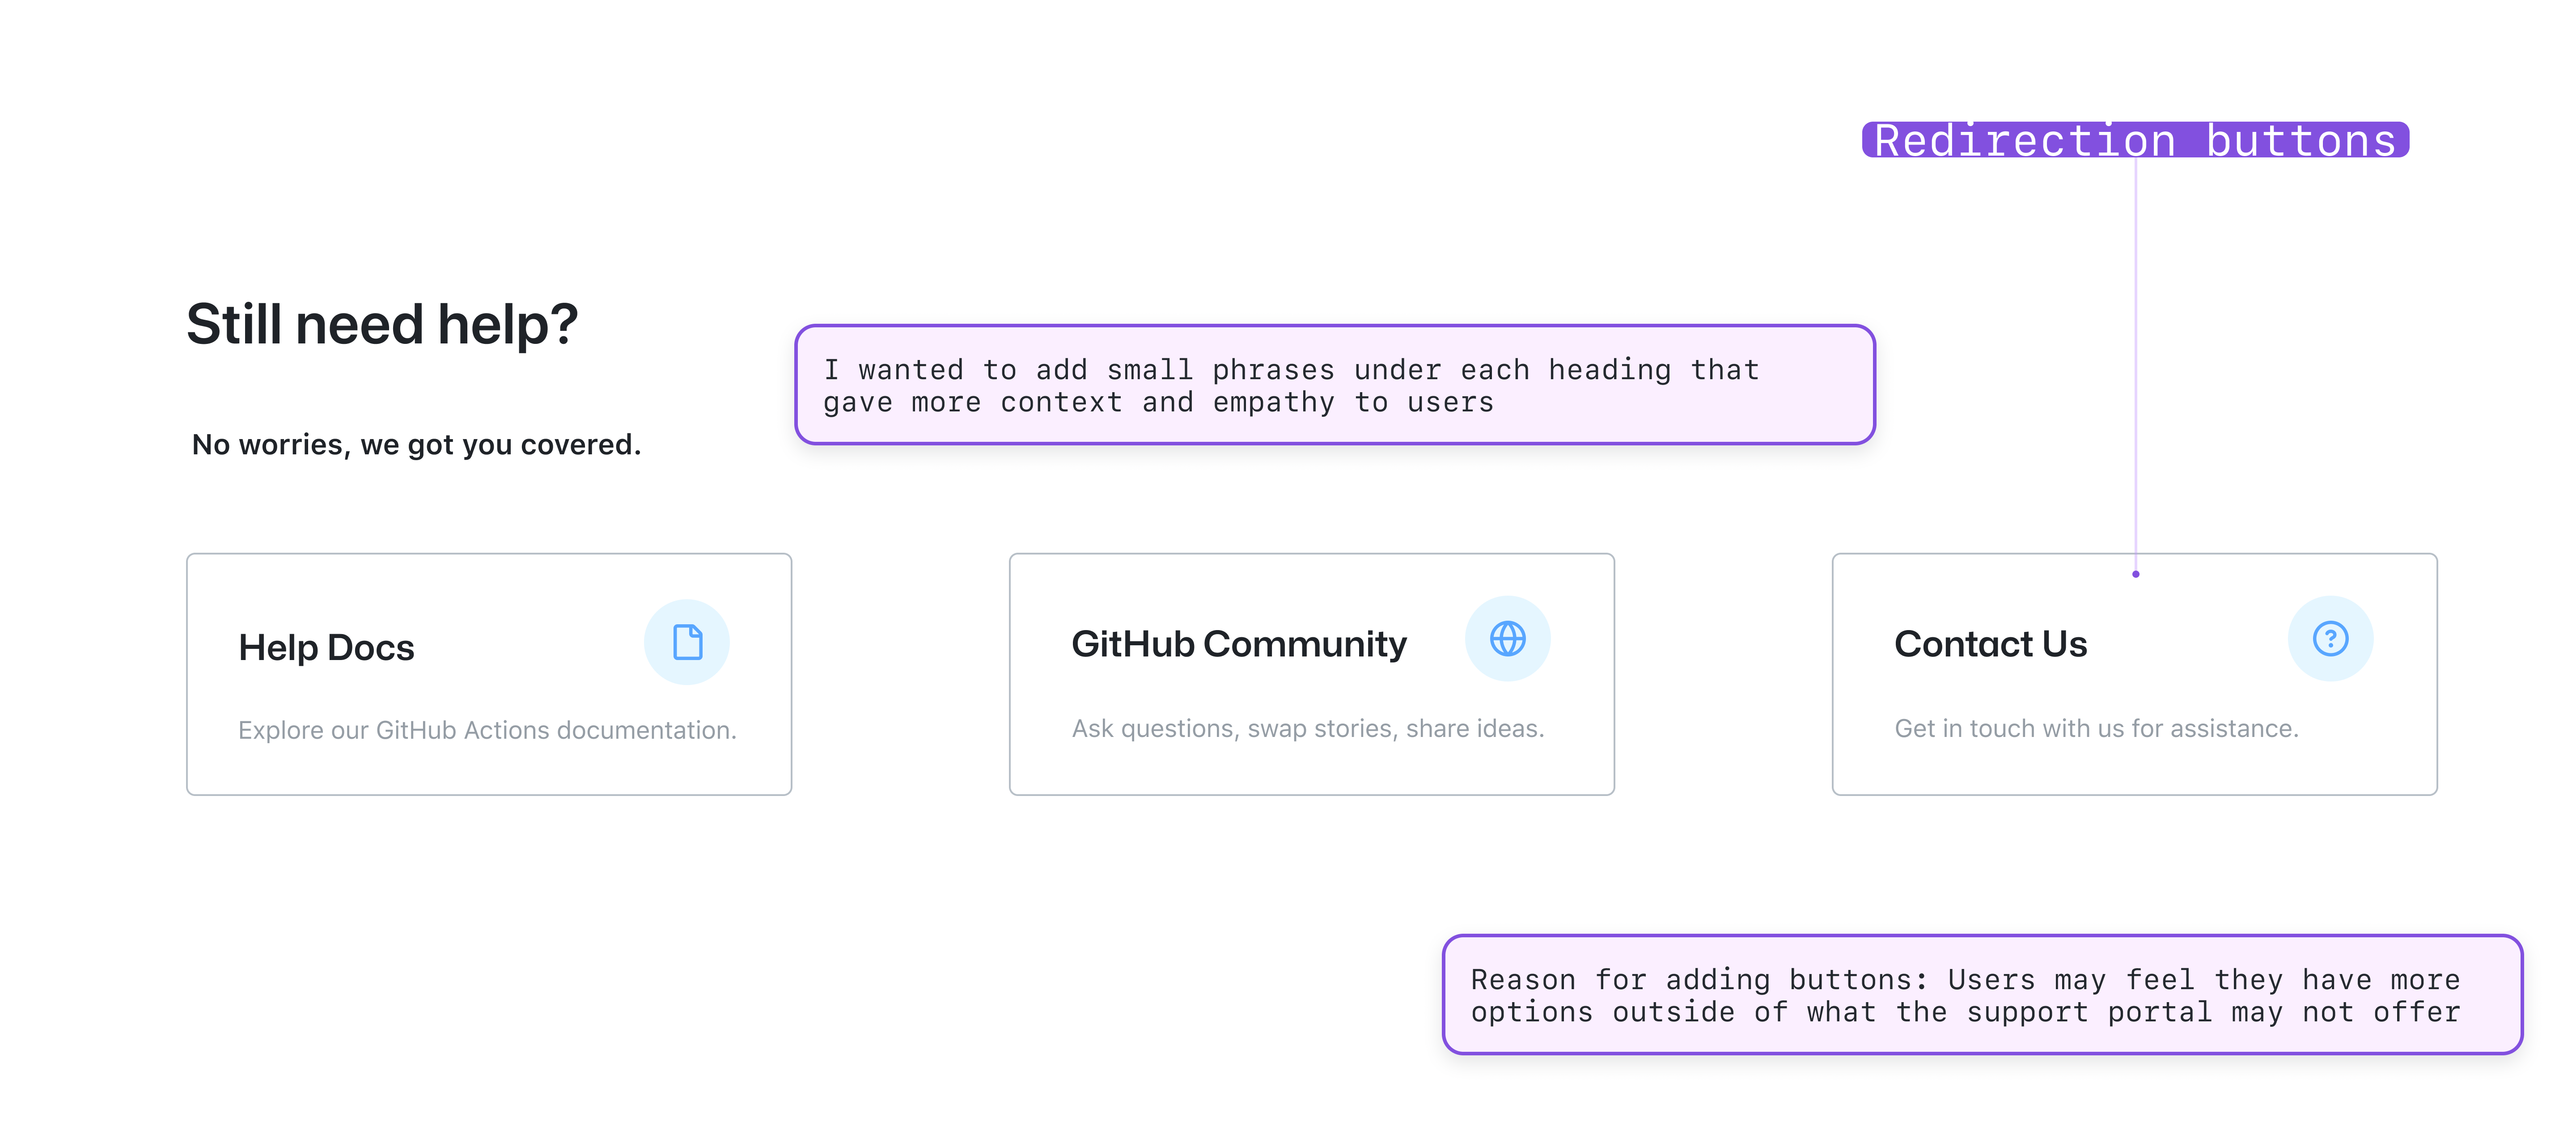 Redirection buttons
Still need help?
I wanted to add small phrases under each heading that
gave more context and empathy to users
No worries, we got you covered.
Help Docs
Explore our GitHub Actions documentation.
GitHub Community
Ask questions, swap stories, share ideas.
Contact Us
Get in touch with us for assistance.
Reason for adding buttons: Users may feel they have more
options outside of what the support portal may not offer